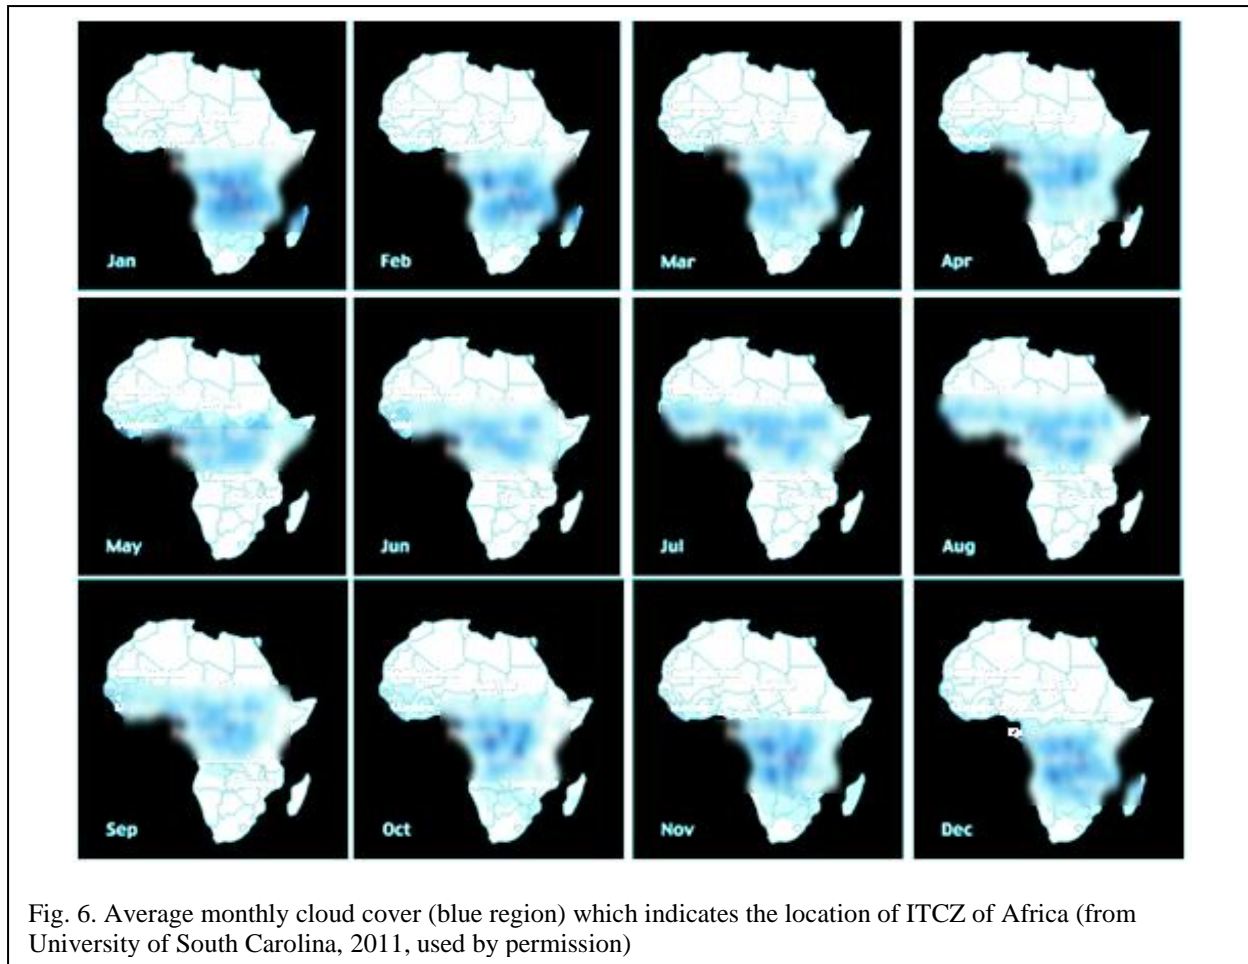 Jan
Feb
Mar
Apr
May
Jun
Jul
Aug
Sep
Oct
Nov
Dec
Fig. 6. Average monthly cloud cover (blue region) which indicates the location of ITCZ of Africa (from
University of South Carolina, 2011, used by permission)